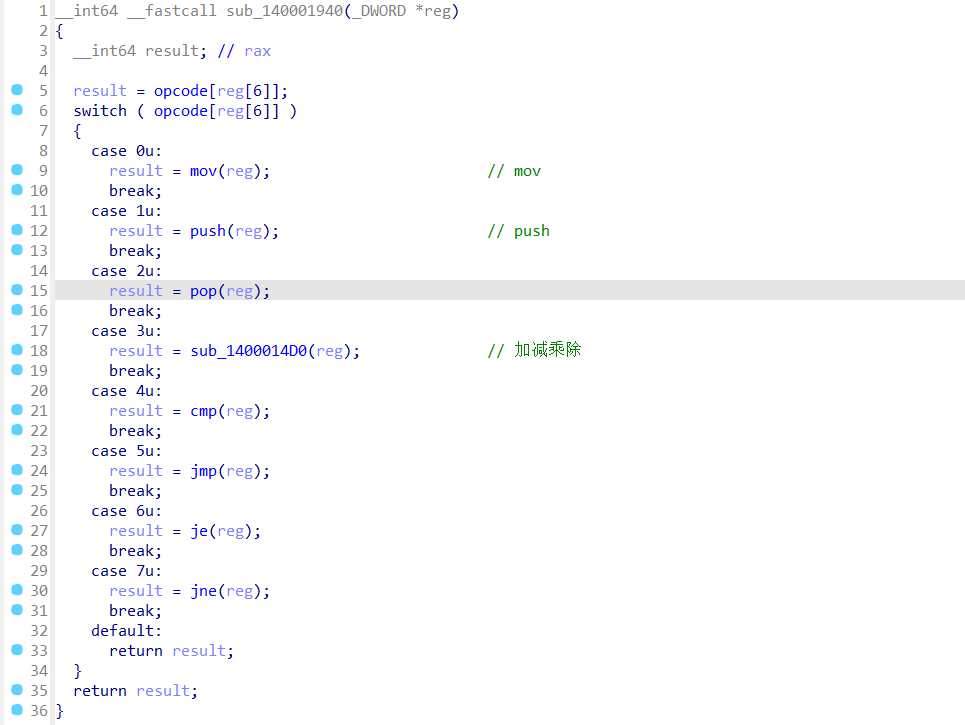 1 __int64 __fastcall sub_140001940(_DWORD *reg)
2 {
3   __int64 result; // rax
4
5   result = opcode[reg[6]];
6   switch ( opcode[reg[6]] )
7   {
8     case 0u:
9       result = mov(reg);                        // mov
10       break;
11     case 1u:
12       result = push(reg);                       // push
13       break;
14     case 2u:
15       result = pop(reg);
16       break;
17     case 3u:
18       result = sub_1400014D0(reg);              // 加减乘除
19       break;
20     case 4u:
21       result = cmp(reg);
22       break;
23     case 5u:
24       result = jmp(reg);
25       break;
26     case 6u:
27       result = je(reg);
28       break;
29     case 7u:
30       result = jne(reg);
31       break;
32     default:
33       return result;
34   }
35   return result;
36 }